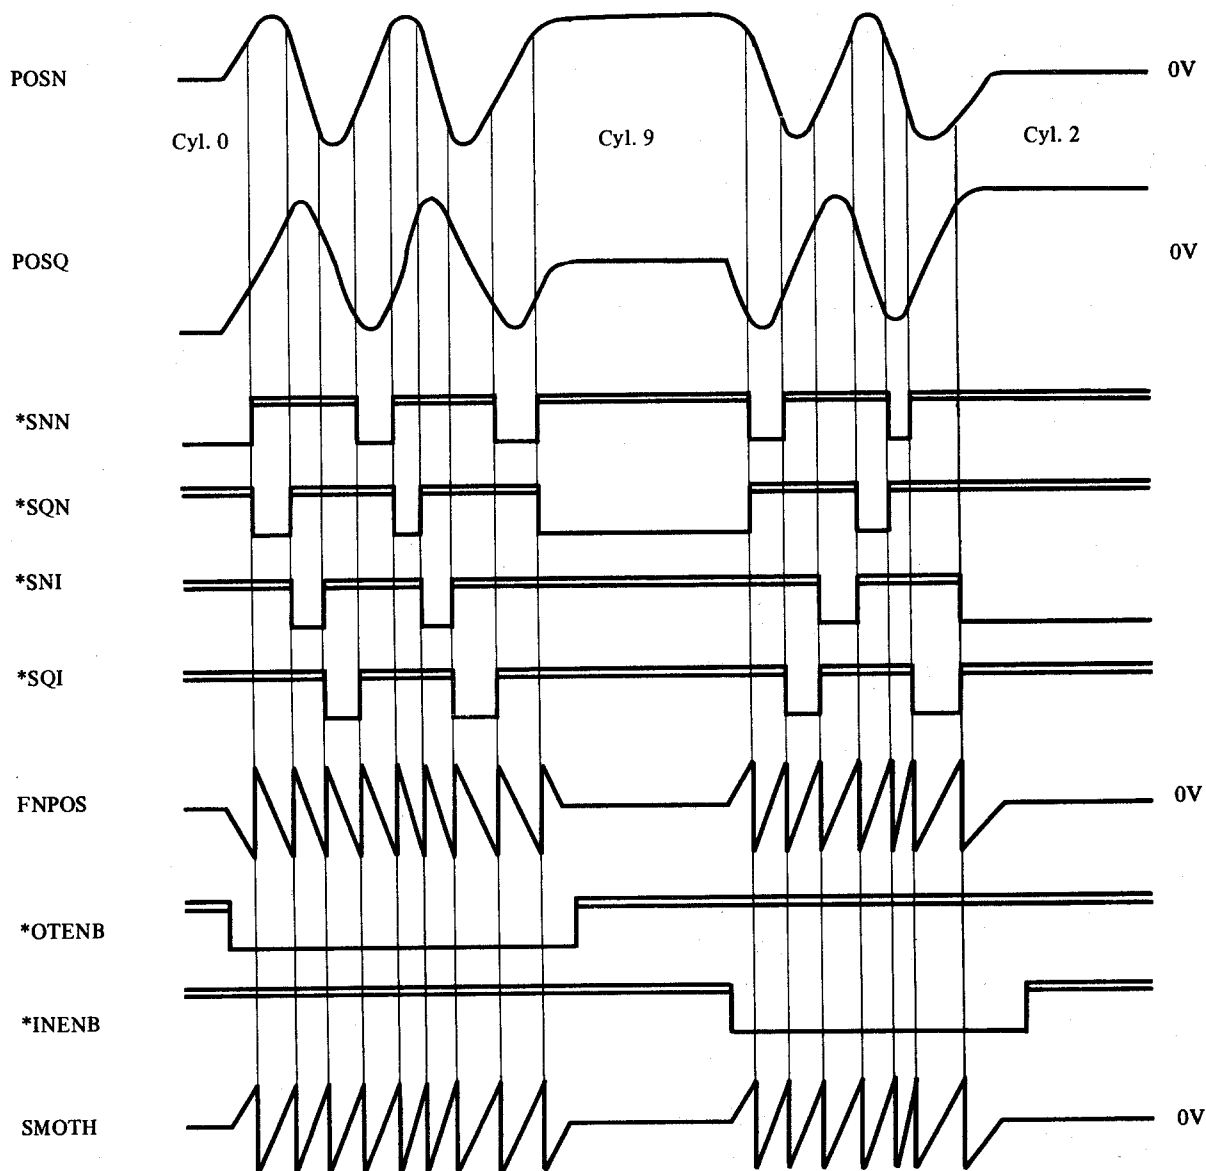 POSN 0V
Cyl. 0 Cyl. 9 Cyl. 2
POSQ 0V
*SNN
*SQN
*SNI
*SQI
FNPOS 0V
*OTENB
*INENB
SMOTH 0V